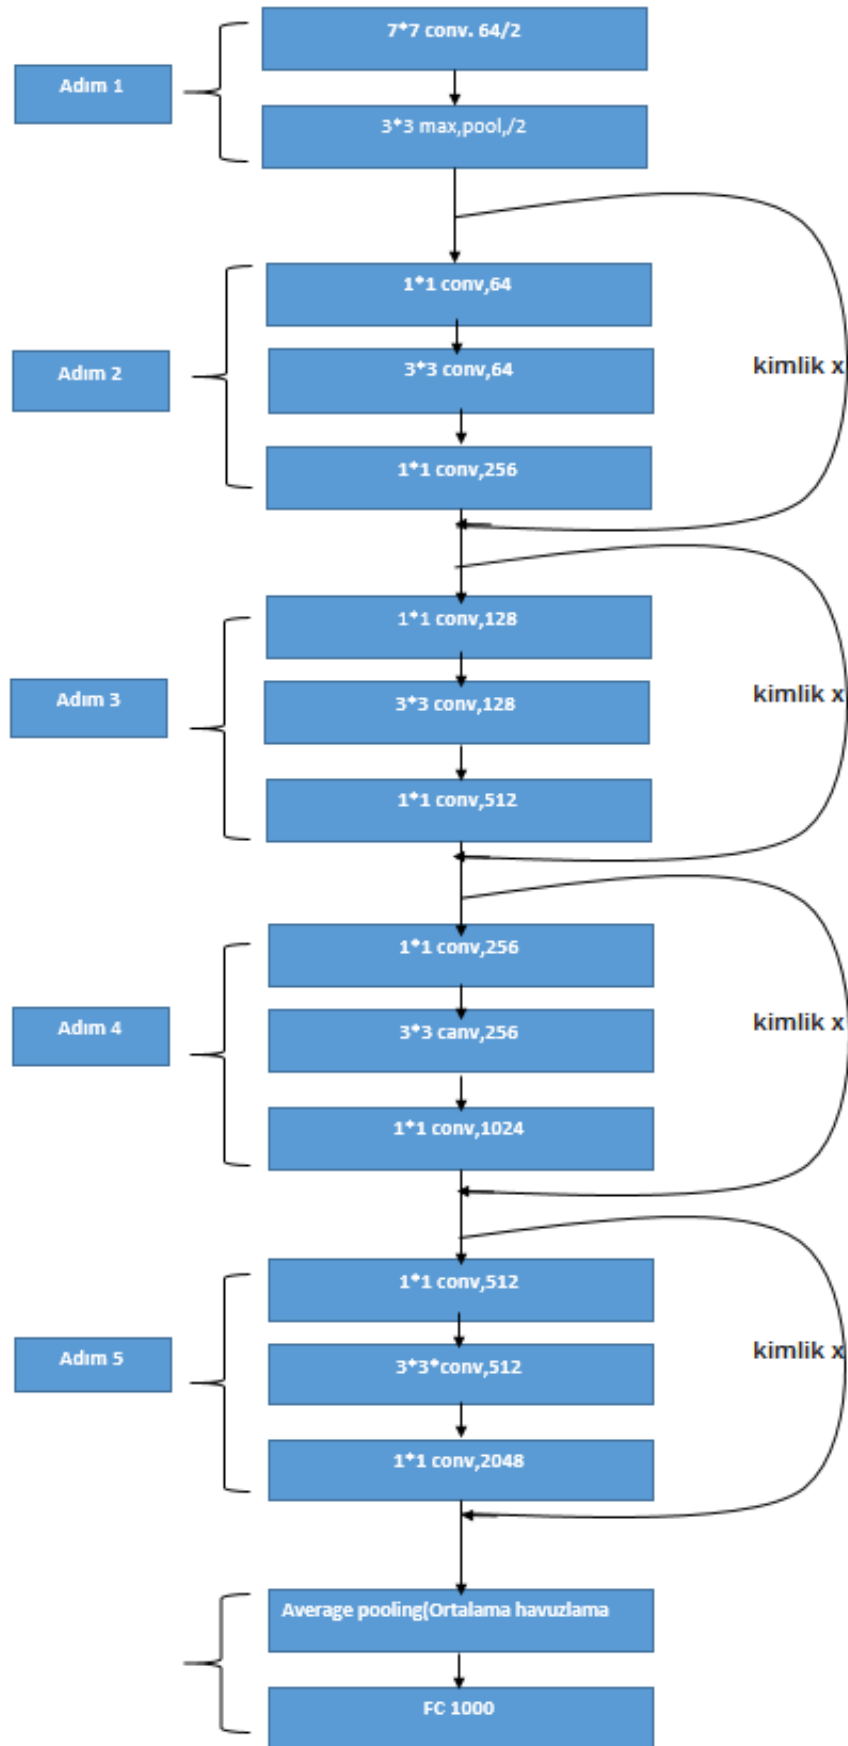 7*7 conv. 64/2
Adım 1
3*3 max,pool,/2
1*1 conv,64
Adım 2
3*3 conv,64
kimlik x
1*1 conv,256
1*1 conv,128
Adım 3
3*3 conv,128
kimlik x
1*1 conv,512
1*1 conv,256
Adım 4
3*3 canv,256
kimlik x
1*1 conv,1024
1*1 conv,512
Adım 5
3*3*conv,512
kimlik x
1*1 conv,2048
Average pooling(Ortalama havuzlama
FC 1000